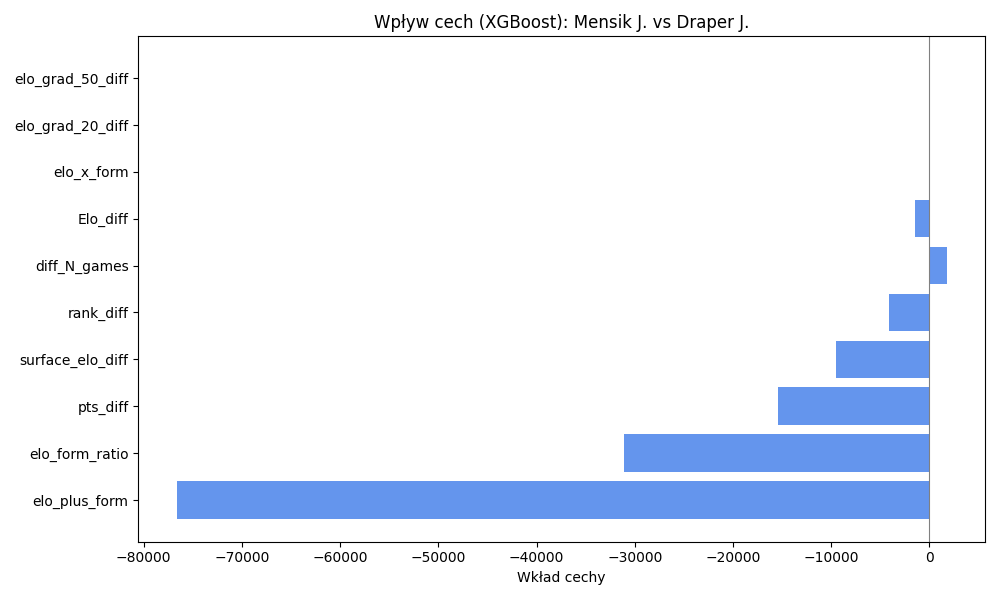 Wpływ cech (XGBoost): Mensik J. vs Draper J.
elo_grad_50_diff
elo_grad_20_diff
elo_x_form
Elo_diff
diff_N_games
rank_diff
surface_elo_diff
pts_diff
elo_form_ratio
elo_plus_form
−80000 −70000 −60000 −50000 −40000 −30000 −20000 −10000 0
Wkład cechy